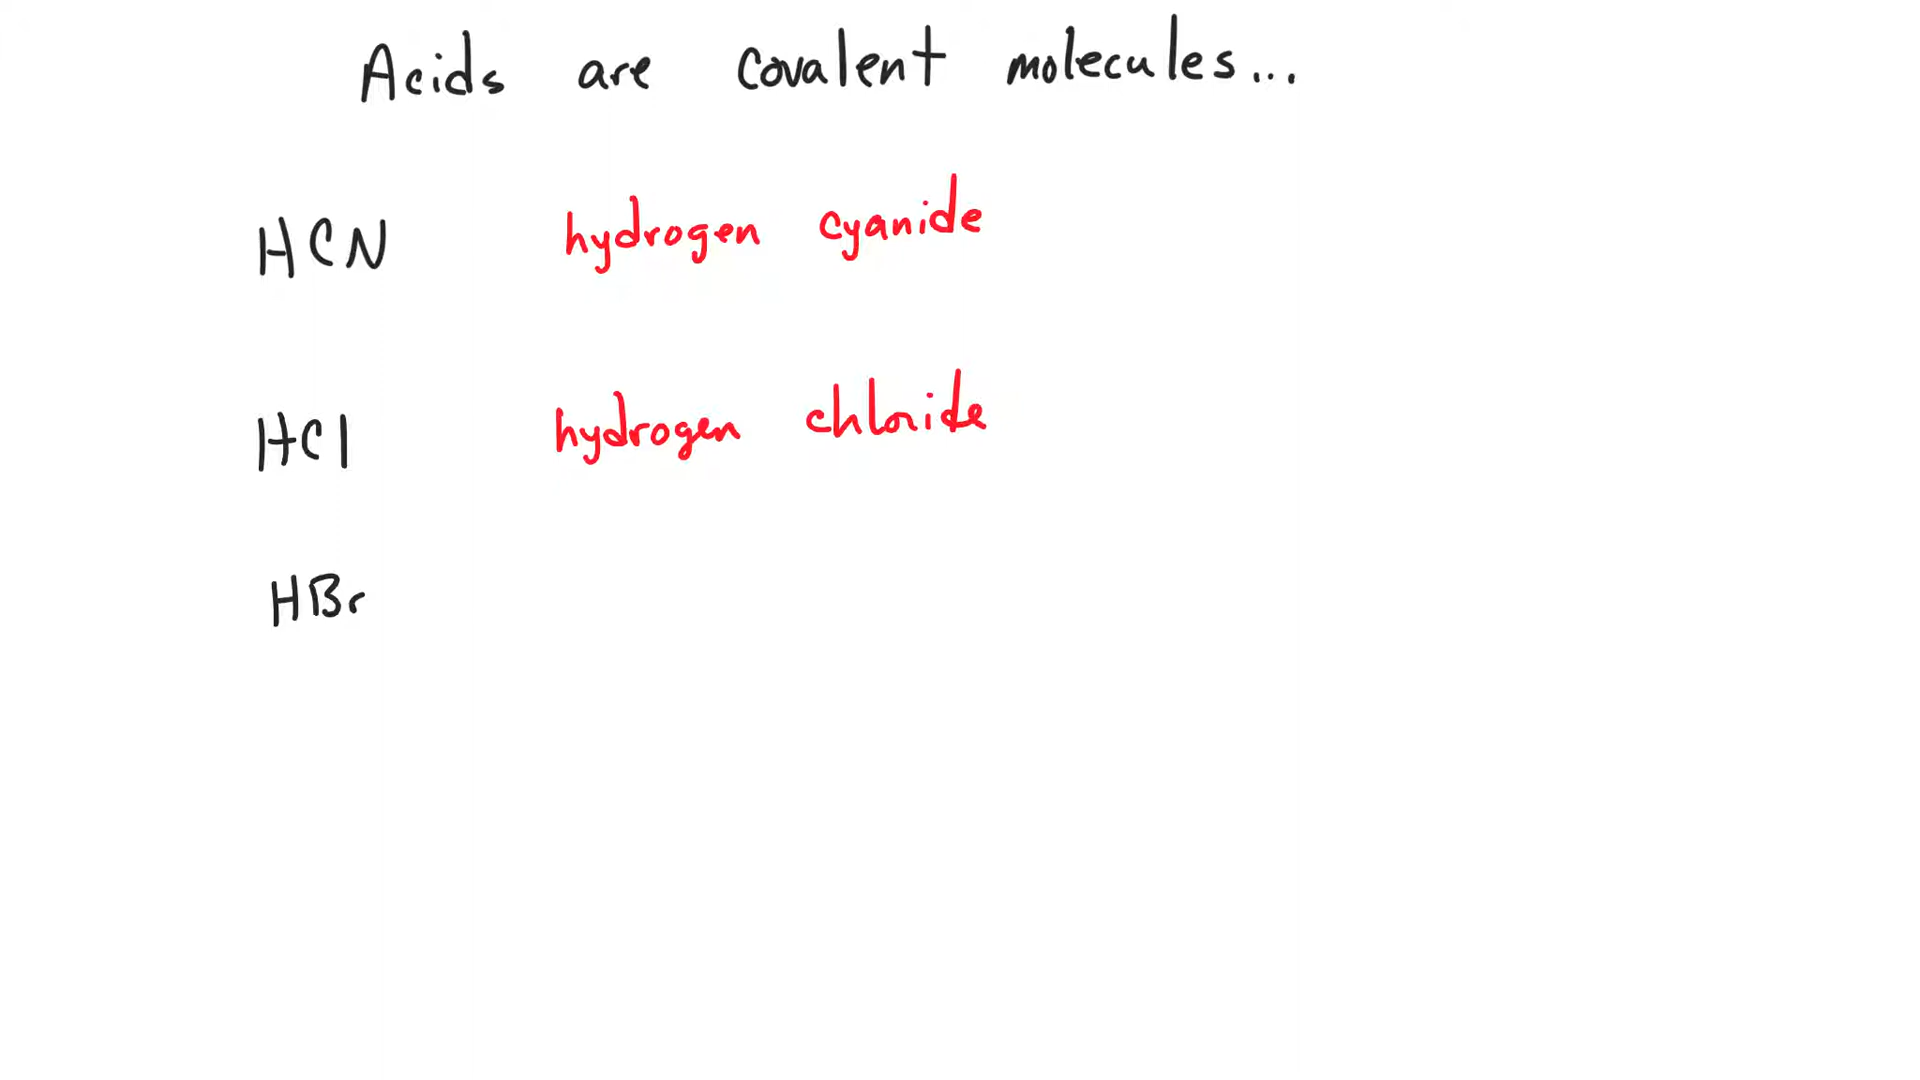 Acids are covalent molecules...
HCN hydrogen cyanide
HCl hydrogen chloride
HBr